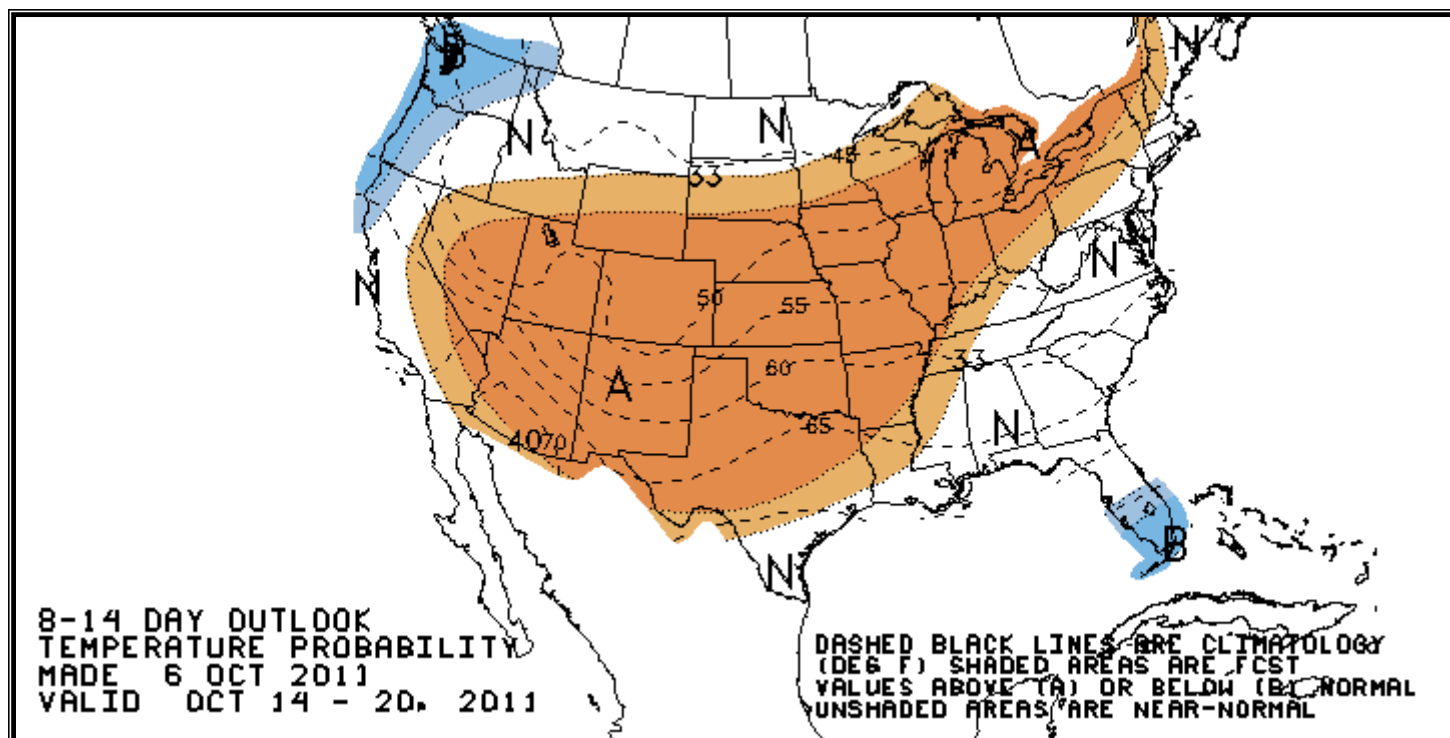 B
N
N
N
A
45
33
N
N
50
55
A
60
33
4070
65
N
N
B
8-14 DAY OUTLOOK
TEMPERATURE PROBABILITY
MADE 6 OCT 2011
VALID OCT 14 - 20, 2011
DASHED BLACK LINES ARE CLIMATOLOGY
(DEG F) SHADED AREAS ARE FCST
VALUES ABOVE (A) OR BELOW (B) NORMAL
UNSHADED AREAS ARE NEAR-NORMAL